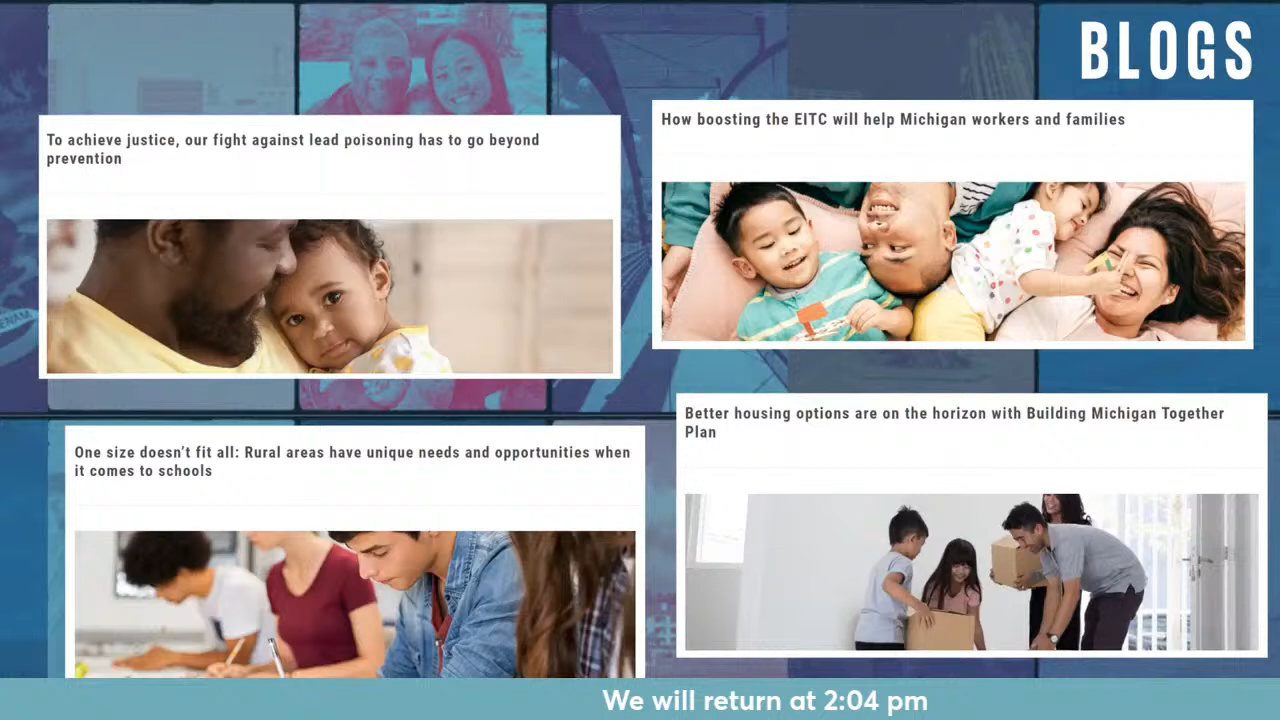 BLOGS
To achieve justice, our fight against lead poisoning has to go beyond
prevention
How boosting the EITC will help Michigan workers and families
One size doesn't fit all: Rural areas have unique needs and opportunities when
it comes to schools
Better housing options are on the horizon with Building Michigan Together
Plan
We will return at 2:04 pm